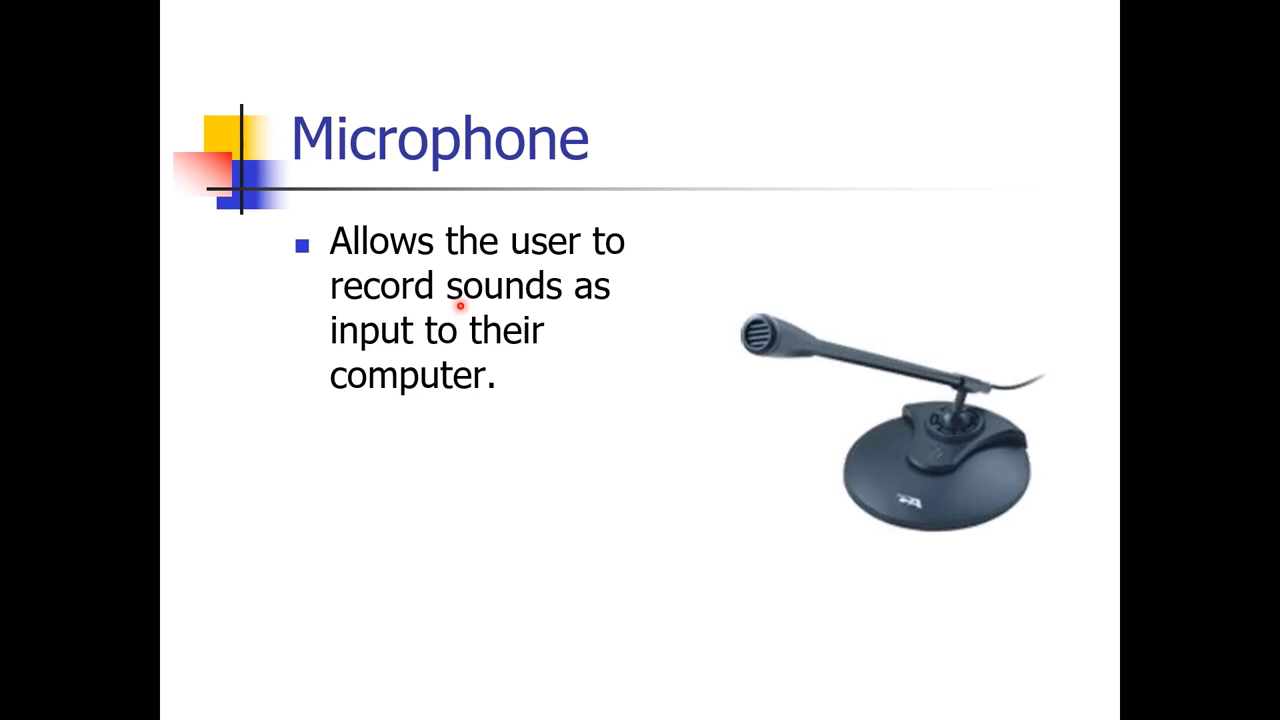 Microphone
Allows the user to
record sounds as
input to their
computer.